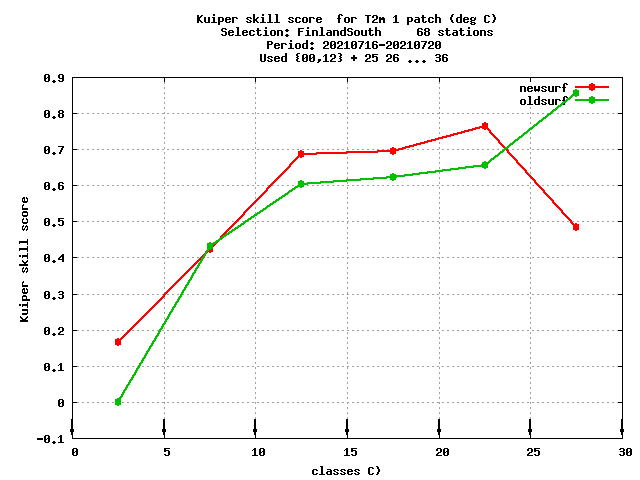 Kuiper skill score  for T2m 1 patch (deg C)
Selection: FinlandSouth     68 stations
Period: 20210716-20210720
Used {00,12} + 25 26 ... 36
newsurf
oldsurf
0.9
0.8
0.7
0.6
0.5
0.4
0.3
0.2
0.1
0
-0.1
Kuiper skill score
0 5 10 15 20 25 30
classes C)